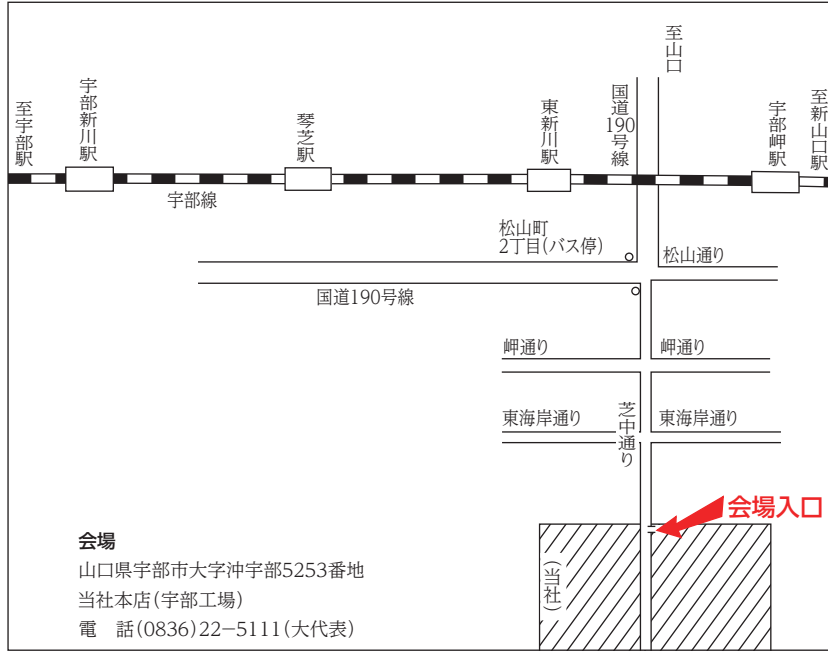 至山口
至宇部駅
宇部新川駅
琴芝駅
東新川駅
国道190号線
宇部岬駅
至新山口駅
宇部線
松山町
2丁目(バス停)
松山通り
国道190号線
岬通り
岬通り
東海岸通り
芝中通り
東海岸通り
会場入口
(当社)
会場
山口県宇部市大字沖宇部5253番地
当社本店(宇部工場)
電　話(0836)22−5111(大代表)